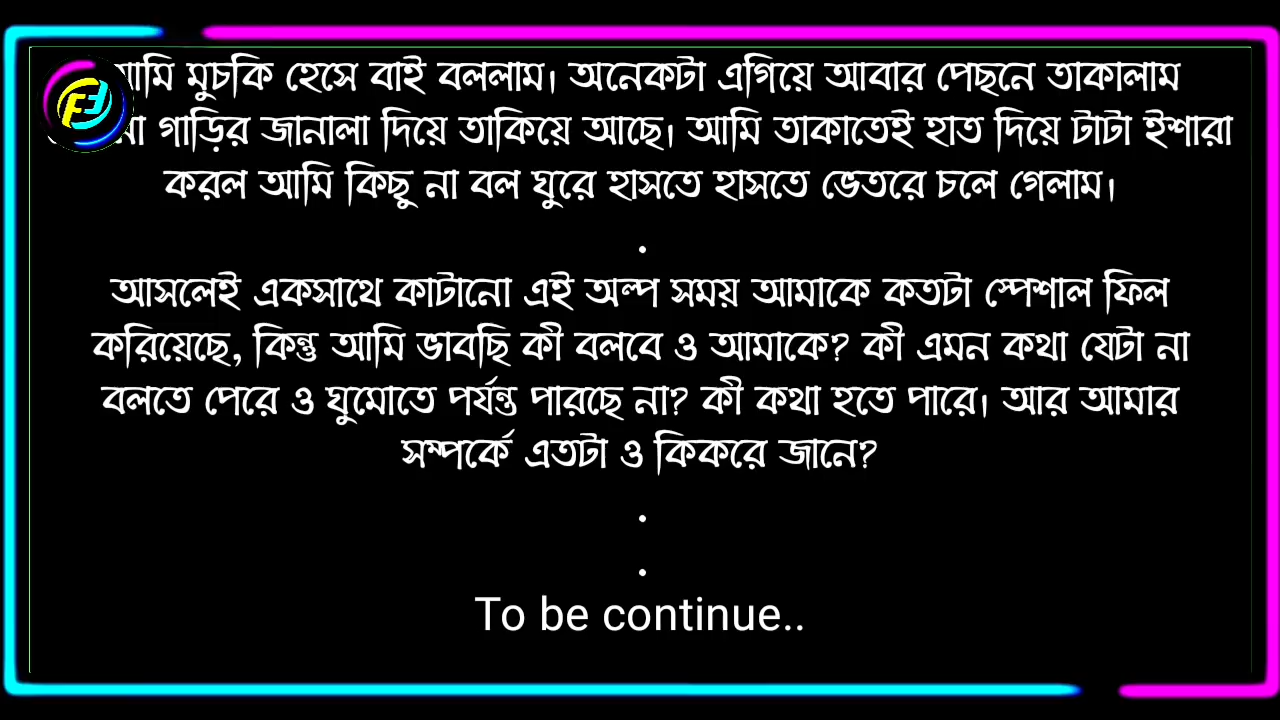 মুচকি হেসে বাই বললাম। অনেকটা এগিয়ে আবার পেছনে তাকালাম
গাড়ির জানালা দিয়ে তাকিয়ে আছে। আমি তাকাতেই হাত দিয়ে টাটা ইশারা
করল আমি কিছু না বল ঘুরে হাসতে হাসতে ভেতরে চলে গেলাম।
.
আসলেই একসাথে কাটানো এই অল্প সময় আমাকে কতটা স্পেশাল ফিল
করিয়েছে, কিন্তু আমি ভাবছি কী বলবে ও আমাকে? কী এমন কথা যেটা না
বলতে পেরে ও ঘুমোতে পর্যন্ত পারছে না? কী কথা হতে পারে। আর আমার
সম্পর্কে এতটা ও কিকরে জানে?
.
.
To be continue..